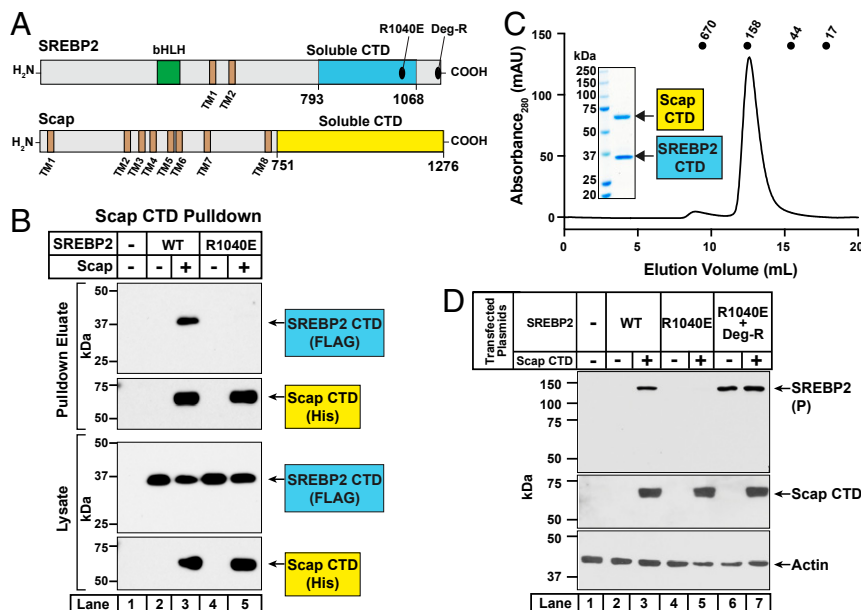 A
SREBP2
bHLH
Soluble CTD
R1040E
Deg-R
H2N
COOH
TM1
TM2
793
1068
Scap
Soluble CTD
H2N
COOH
TM1
TM2
TM3
TM4
TM5
TM6
TM7
TM8
751
1276
B
Scap CTD Pulldown
SREBP2 - WT R1040E
Scap - - + - +
Pulldown Eluate
kDa
50
37
25
SREBP2 CTD
(FLAG)
75
50
Scap CTD
(His)
Lysate
kDa
50
37
25
SREBP2 CTD
(FLAG)
75
50
Scap CTD
(His)
Lane 1 2 3 4 5
C
670
158
44
17
Absorbance280 (mAU)
150
100
50
0
kDa
250
150
100
75
50
37
25
20
Scap
CTD
SREBP2
CTD
0 5 10 15 20
Elution Volume (mL)
D
Transfected
Plasmids
SREBP2 - WT R1040E R1040E
+
Deg-R
Scap CTD - - + - + - +
kDa
150
100
75
50
SREBP2
(P)
75
50
Scap CTD
50
37
Actin
Lane 1 2 3 4 5 6 7